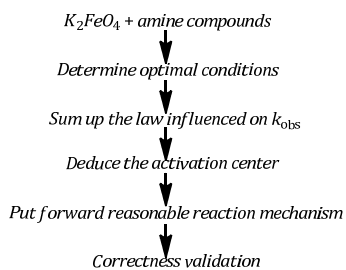 K₂FeO₄ + amine compounds
Determine optimal conditions
Sum up the law influenced on kobs
Deduce the activation center
Put forward reasonable reaction mechanism
Correctness validation